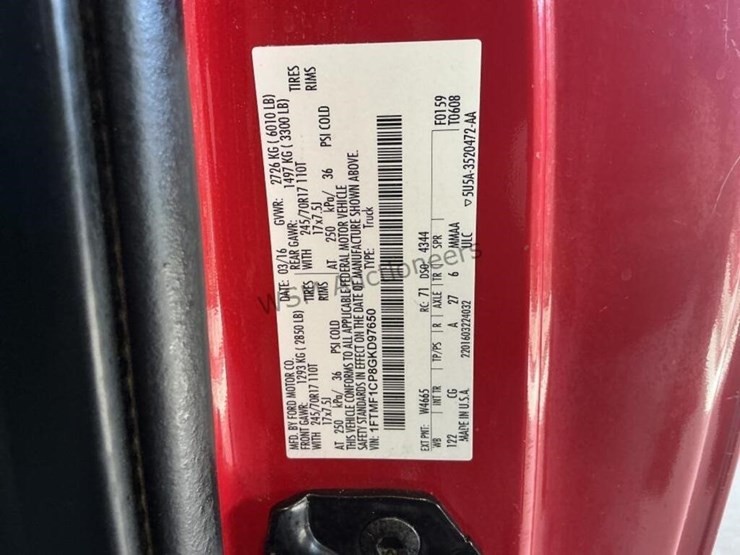 MFD. BY FORD MOTOR CO.
DATE: 03/16
GVWR: 2726 KG ( 6010 LB)
FRONT GAWR: 1293 KG ( 2850 LB)
REAR GAWR: 1497 KG ( 3300 LB)
WITH 245/70R17 110T TIRES
WITH 245/70R17 110T TIRES
17x7.5J RIMS
17x7.5J RIMS
AT 250 kPa/ 36 PSI COLD
AT 250 kPa/ 36 PSI COLD
THIS VEHICLE CONFORMS TO ALL APPLICABLE FEDERAL MOTOR VEHICLE
SAFETY STANDARDS IN EFFECT ON THE DATE OF MANUFACTURE SHOWN ABOVE.
VIN: 1FTMF1CP8GKD97650
TYPE: Truck
F0159
T0608
EXT PNT: W4665 RC: 71 DSO: 4344
WB INT TR TP/PS R AXLE TR SPR
122 CG A 27 6 MMAA
MADE IN U.S.A. 2201603224032 ULC
5U5A-3520472-AA